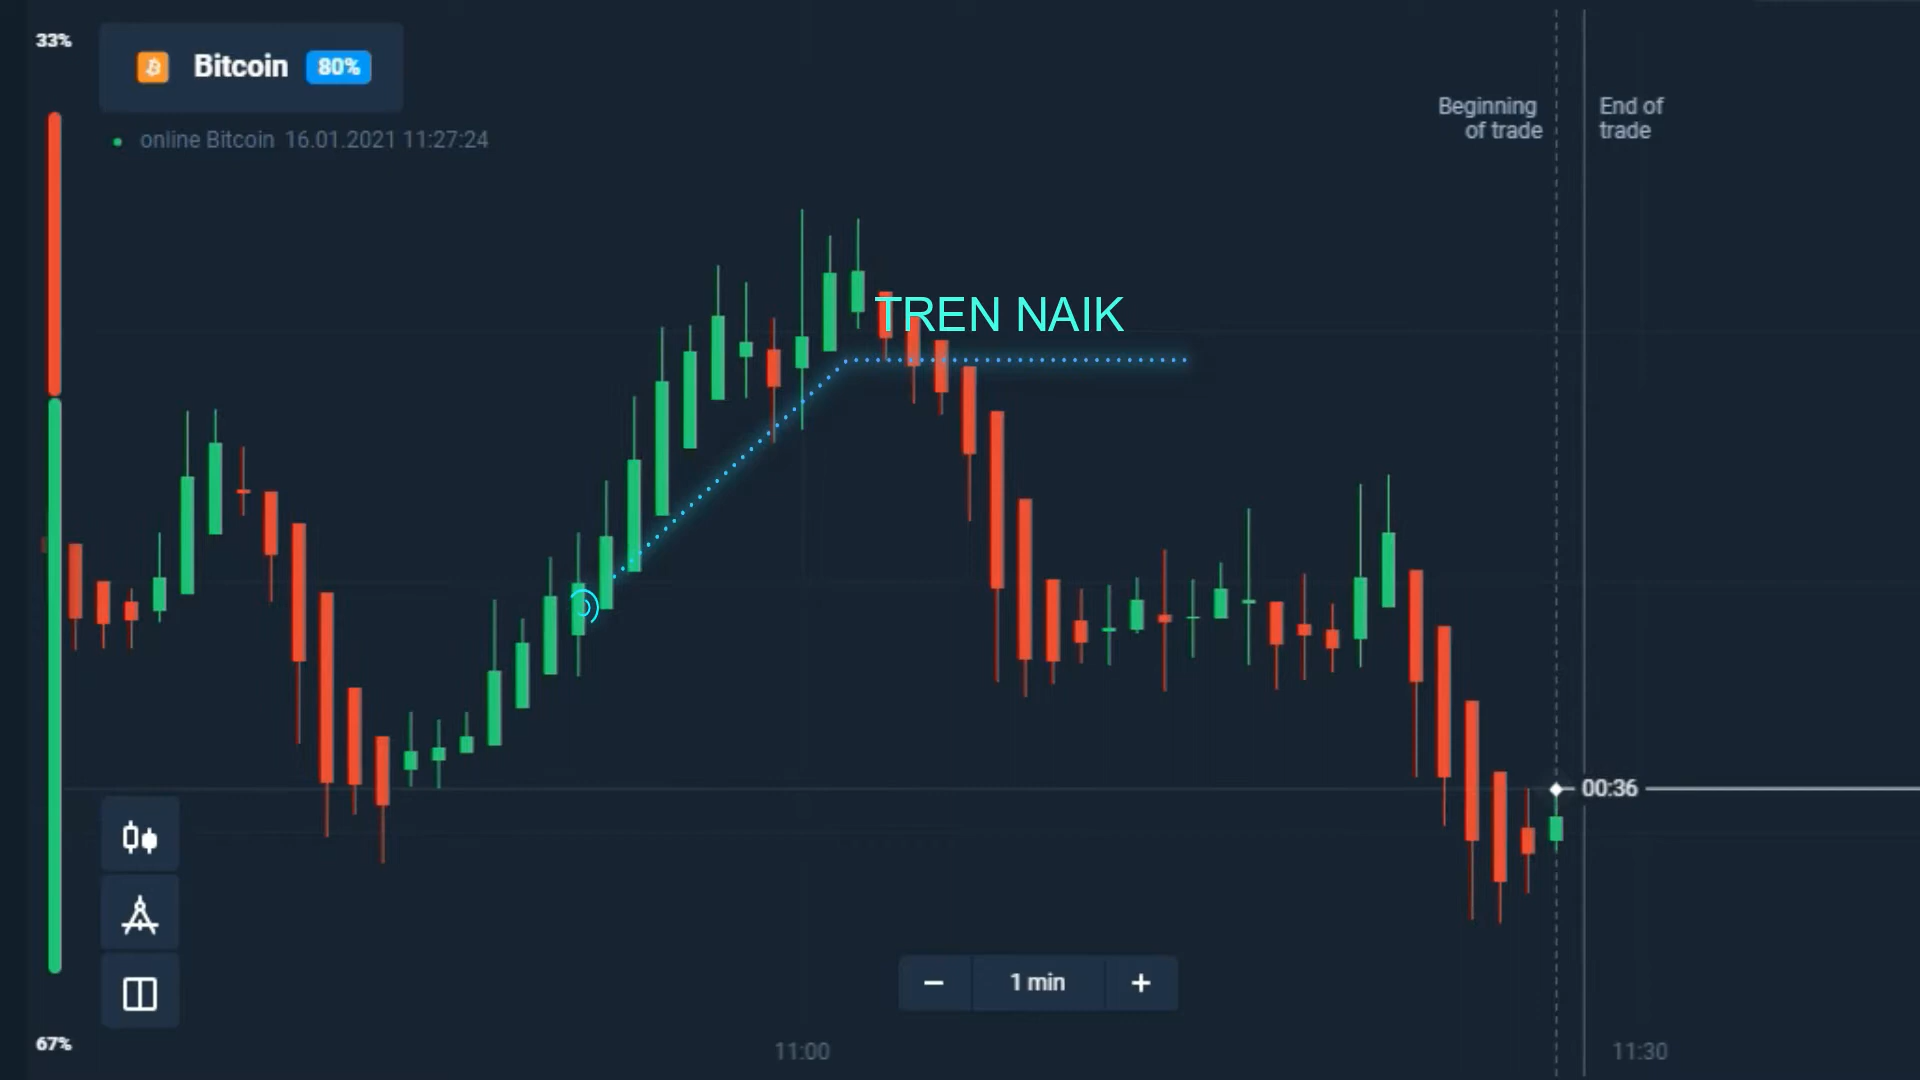 33%
Bitcoin 80%
online Bitcoin 16.01.2021 11:27:24
Beginning
of trade
End of
trade
TREN NAIK
00:36
1 min
67%
11:00
11:30